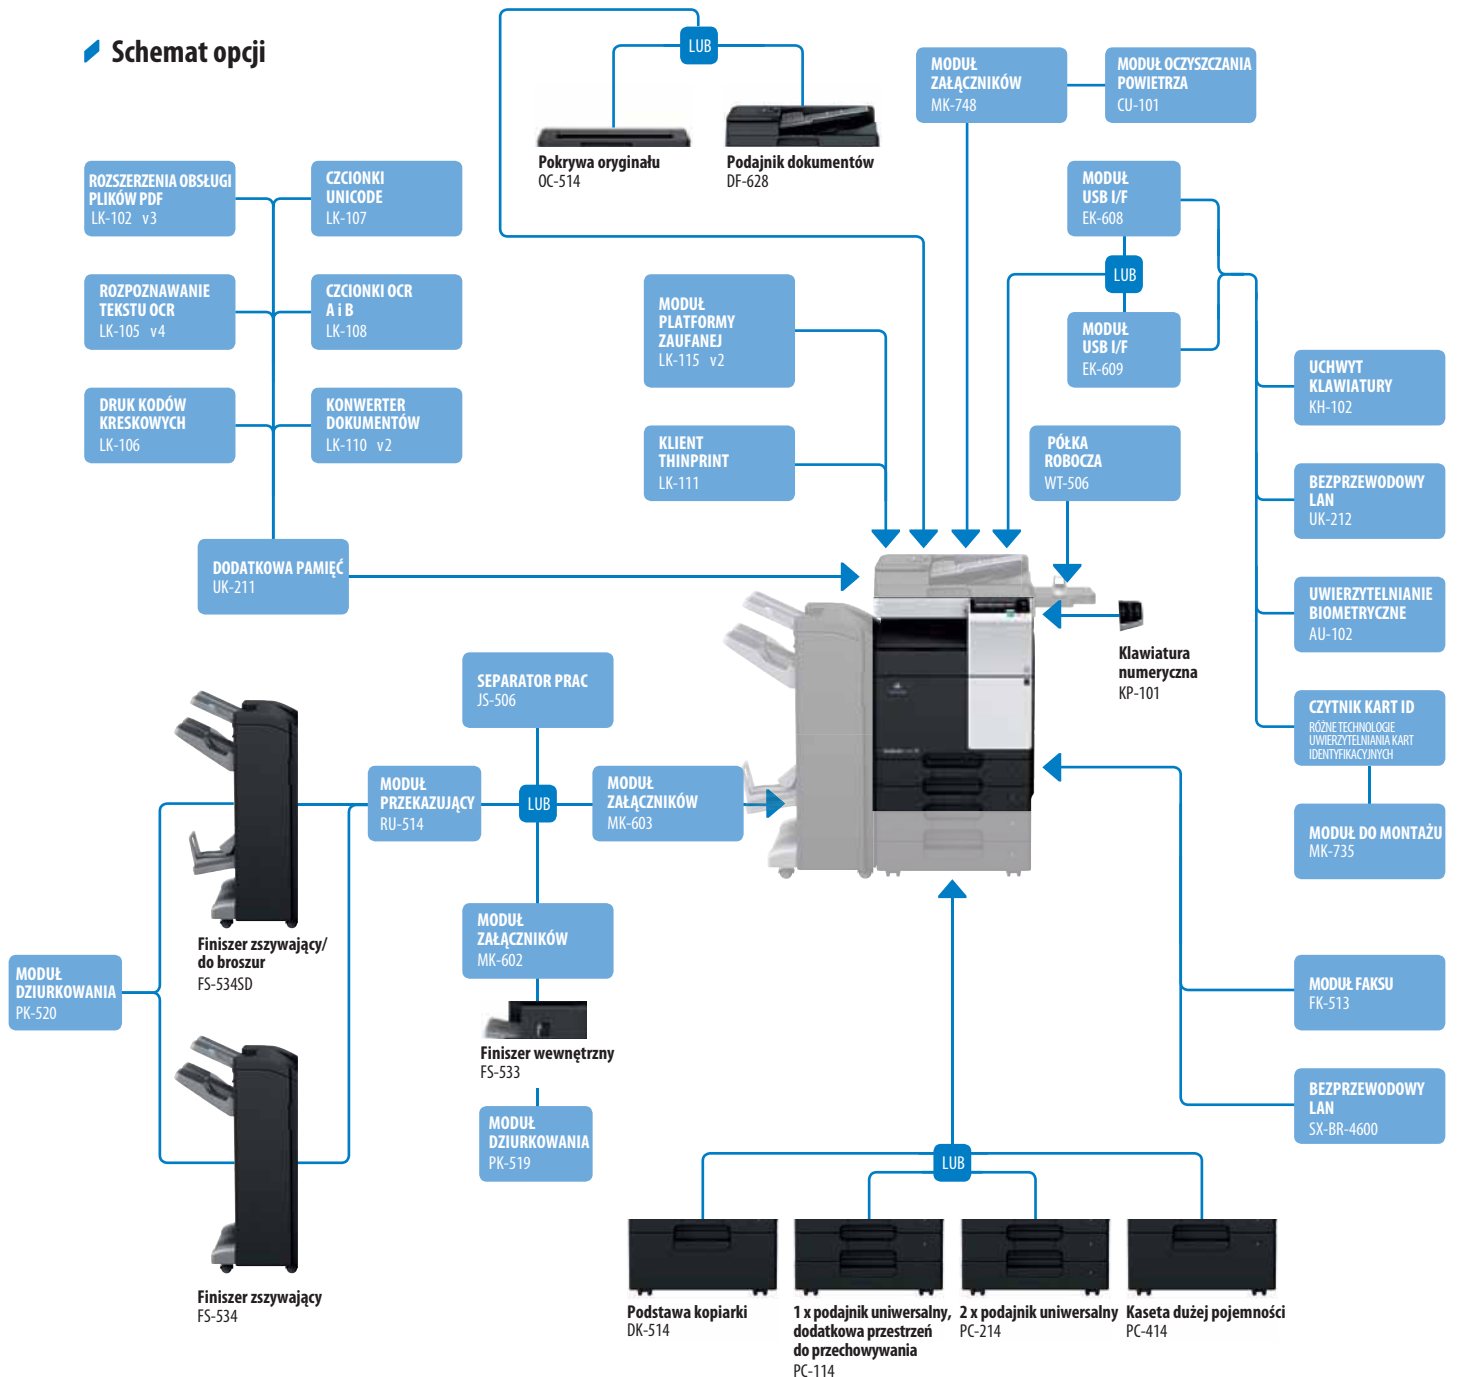 Schemat opcji
LUB
Pokrywa oryginału
OC-514
Podajnik dokumentów
DF-628
MODUŁ
ZAŁĄCZNIKÓW
MK-748
MODUŁ OCZYSZCZANIA
POWIETRZA
CU-101
ROZSZERZENIA OBSŁUGI
PLIKÓW PDF
LK-102 v3
CZCIONKI
UNICODE
LK-107
ROZPOZNAWANIE
TEKSTU OCR
LK-105 v4
CZCIONKI OCR
A i B
LK-108
DRUK KODÓW
KRESKOWYCH
LK-106
KONWERTER
DOKUMENTÓW
LK-110 v2
DODATKOWA PAMIĘĆ
UK-211
MODUŁ
PLATFORMY
ZAUFANEJ
LK-115 v2
KLIENT
THINPRINT
LK-111
MODUŁ
USB I/F
EK-608
LUB
MODUŁ
USB I/F
EK-609
PÓŁKA
ROBOCZA
WT-506
UCHWYT
KLAWIATURY
KH-102
BEZPRZEWODOWY
LAN
UK-212
UWIERZYTELNIANIE
BIOMETRYCZNE
AU-102
CZYTNIK KART ID
RÓŻNE TECHNOLOGIE
UWIERZYTELNIANIA KART
IDENTYFIKACYJNYCH
MODUŁ DO MONTAŻU
MK-735
Klawiatura
numeryczna
KP-101
SEPARATOR PRAC
JS-506
MODUŁ
PRZEKAZUJĄCY
RU-514
LUB
MODUŁ
ZAŁĄCZNIKÓW
MK-603
MODUŁ
ZAŁĄCZNIKÓW
MK-602
Finiszer wewnętrzny
FS-533
MODUŁ
DZIURKOWANIA
PK-519
Finiszer zszywający/
do broszur
FS-534SD
MODUŁ
DZIURKOWANIA
PK-520
Finiszer zszywający
FS-534
MODUŁ FAKSU
FK-513
BEZPRZEWODOWY
LAN
SX-BR-4600
LUB
Podstawa kopiarki
DK-514
1 x podajnik uniwersalny,
dodatkowa przestrzeń
do przechowywania
PC-114
2 x podajnik uniwersalny
PC-214
Kaseta dużej pojemności
PC-414